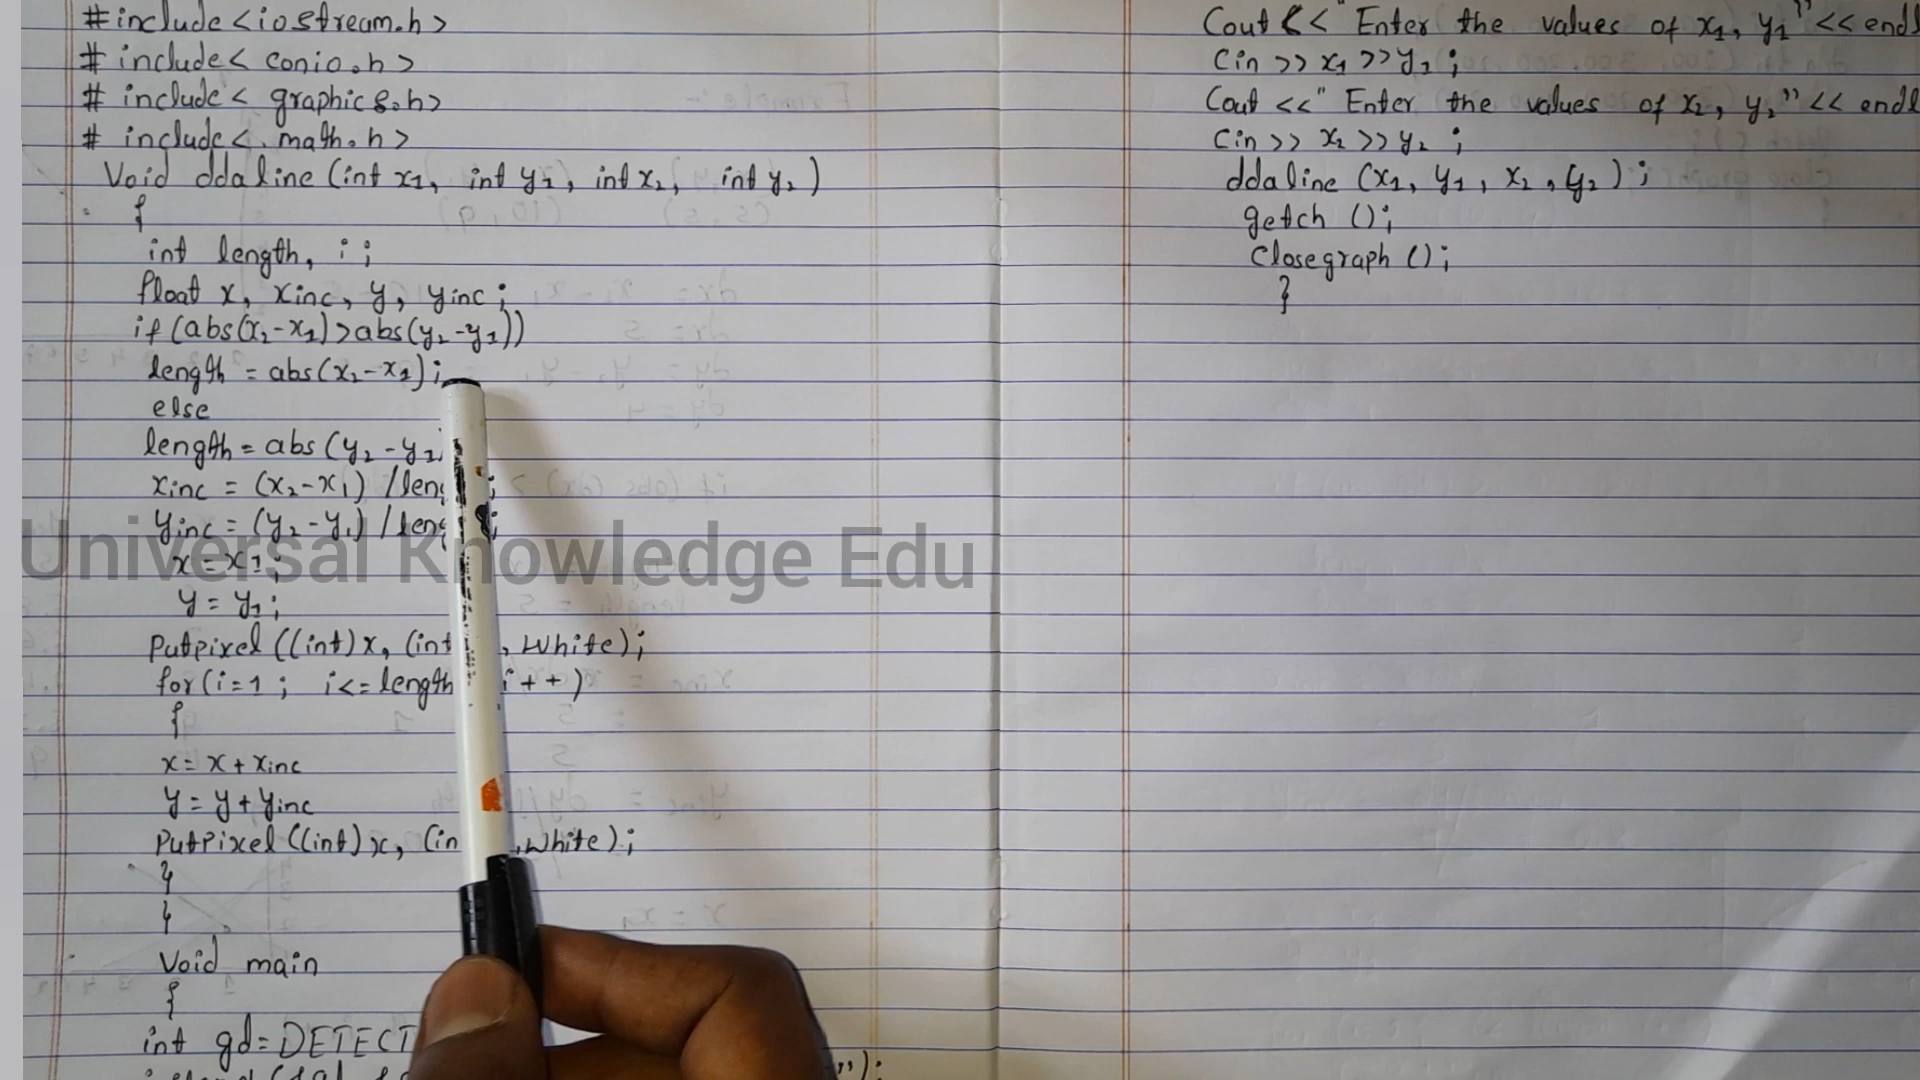 #include<iostream.h>
# include< conio.h>
# include< graphics.h>
# include< math.h>
Void ddaline (int x1, int y1, int x2, int y2)
{
int length, i ;
float x, xinc, y, yinc ;
if (abs(x2-x1)>abs(y2-y1))
length = abs(x2-x1);
else
length = abs (y2-y1
xinc = (x2-x1) /leng ;
yinc = (y2-y1) /leng ;
x = x1 ;
y = y1 ;
Putpixel ((int)x, (int , White);
for (i=1 ; i<=length i++)
{
x = x + xinc
y = y + yinc
PutPixel ((int) x, (in ,White);
}
}
Void main
{
int gd=DETECT
");
Cout << "Enter the values of x1, y1" << endl
Cin >> x1 >> y1 ;
Cout << "Enter the values of x2, y2" << endl
Cin >> x2 >> y2 ;
ddaline (x1, y1, x2, y2) ;
getch ();
Closegraph ();
}
Universal Knowledge Edu